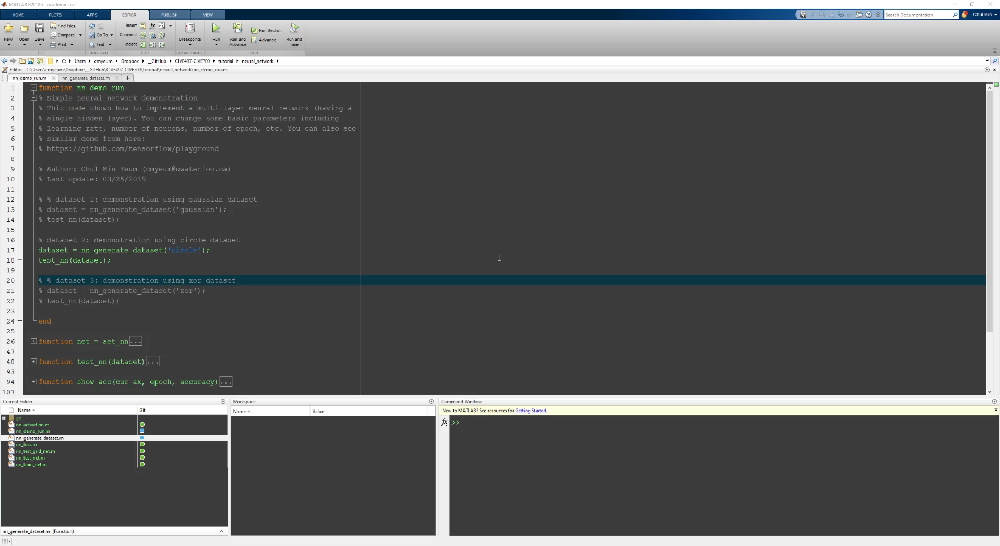 MATLAB R2018b - academic use
HOME PLOTS APPS EDITOR PUBLISH VIEW Search Documentation Chul Min
New Open Save Find Files Compare Print Go To Find Insert Comment Indent Breakpoints Run Run and Advance Run Section Advance Run and Time
FILE NAVIGATE EDIT BREAKPOINTS RUN
C: Users cmyeum Dropbox __GitHub CIVE497-CIVE700 tutorial neural_network
Editor - C:\Users\cmyeum\Dropbox\__GitHub\CIVE497-CIVE700\tutorial\neural_network\nn_demo_run.m
nn_demo_run.m nn_generate_dataset.m
1 function nn_demo_run
2 % Simple neural network demonstration
3 % This code shows how to implement a multi-layer neural network (having a
4 % single hidden layer). You can change some basic parameters including
5 % learning rate, number of neurons, number of epoch, etc. You can also see
6 % similar demo from here:
7 % https://github.com/tensorflow/playground
8
9 % Author: Chul Min Yeum (cmyeum@uwaterloo.ca)
10 % Last update: 03/25/2019
11
12 % % dataset 1: demonstration using gaussian dataset
13 % dataset = nn_generate_dataset('gaussian');
14 % test_nn(dataset);
15
16 % dataset 2: demonstration using circle dataset
17 dataset = nn_generate_dataset('circle');
18 test_nn(dataset);
19
20 % % dataset 3: demonstration using xor dataset
21 % dataset = nn_generate_dataset('xor');
22 % test_nn(dataset);
23
24 end
25
26 function net = set_nn...
47
48 function test_nn(dataset)...
93
94 function show_acc(cur_ax, epoch, accuracy)...
107
Current Folder
Name Git
gd
nn_activation.m
nn_demo_run.m
nn_generate_dataset.m
nn_loss.m
nn_test_grid_net.m
nn_test_net.m
nn_train_net.m
nn_generate_dataset.m (Function)
Workspace
Name Value
Command Window
New to MATLAB? See resources for Getting Started.
fx >>